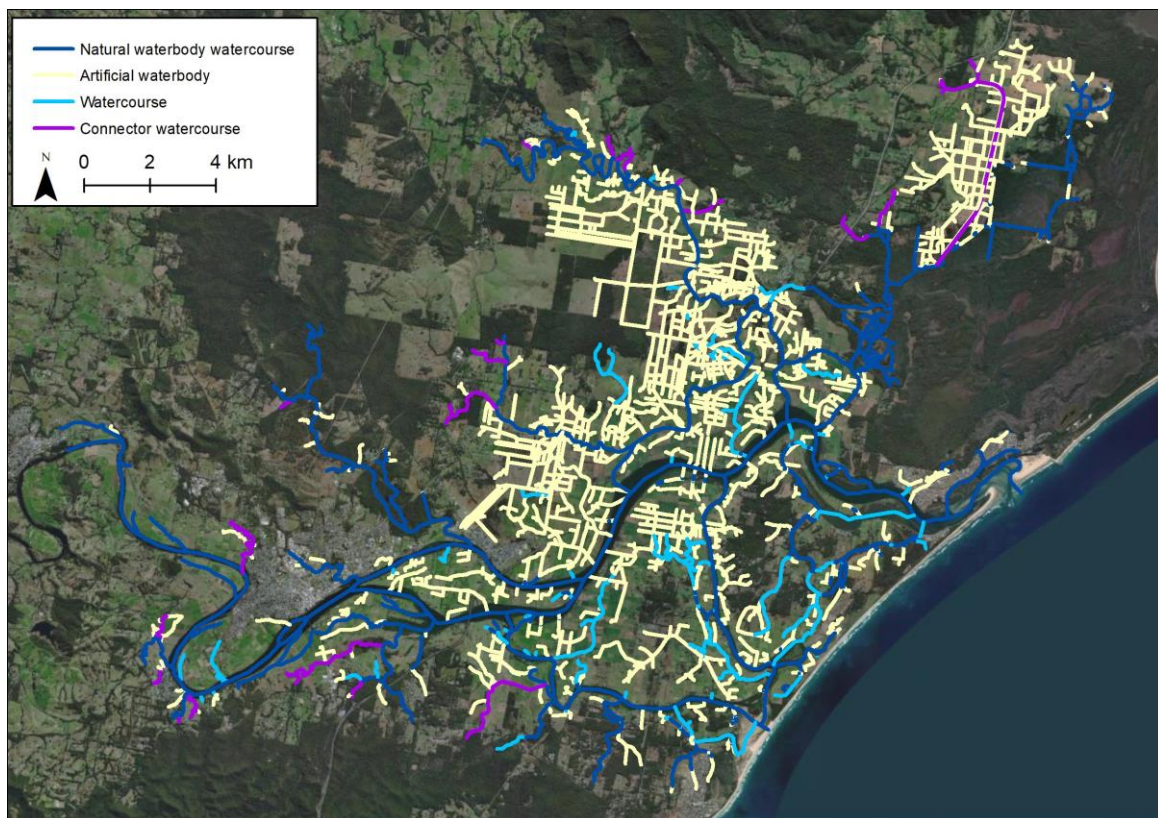 Natural waterbody watercourse
Artificial waterbody
Watercourse
Connector watercourse
N
0 2 4 km